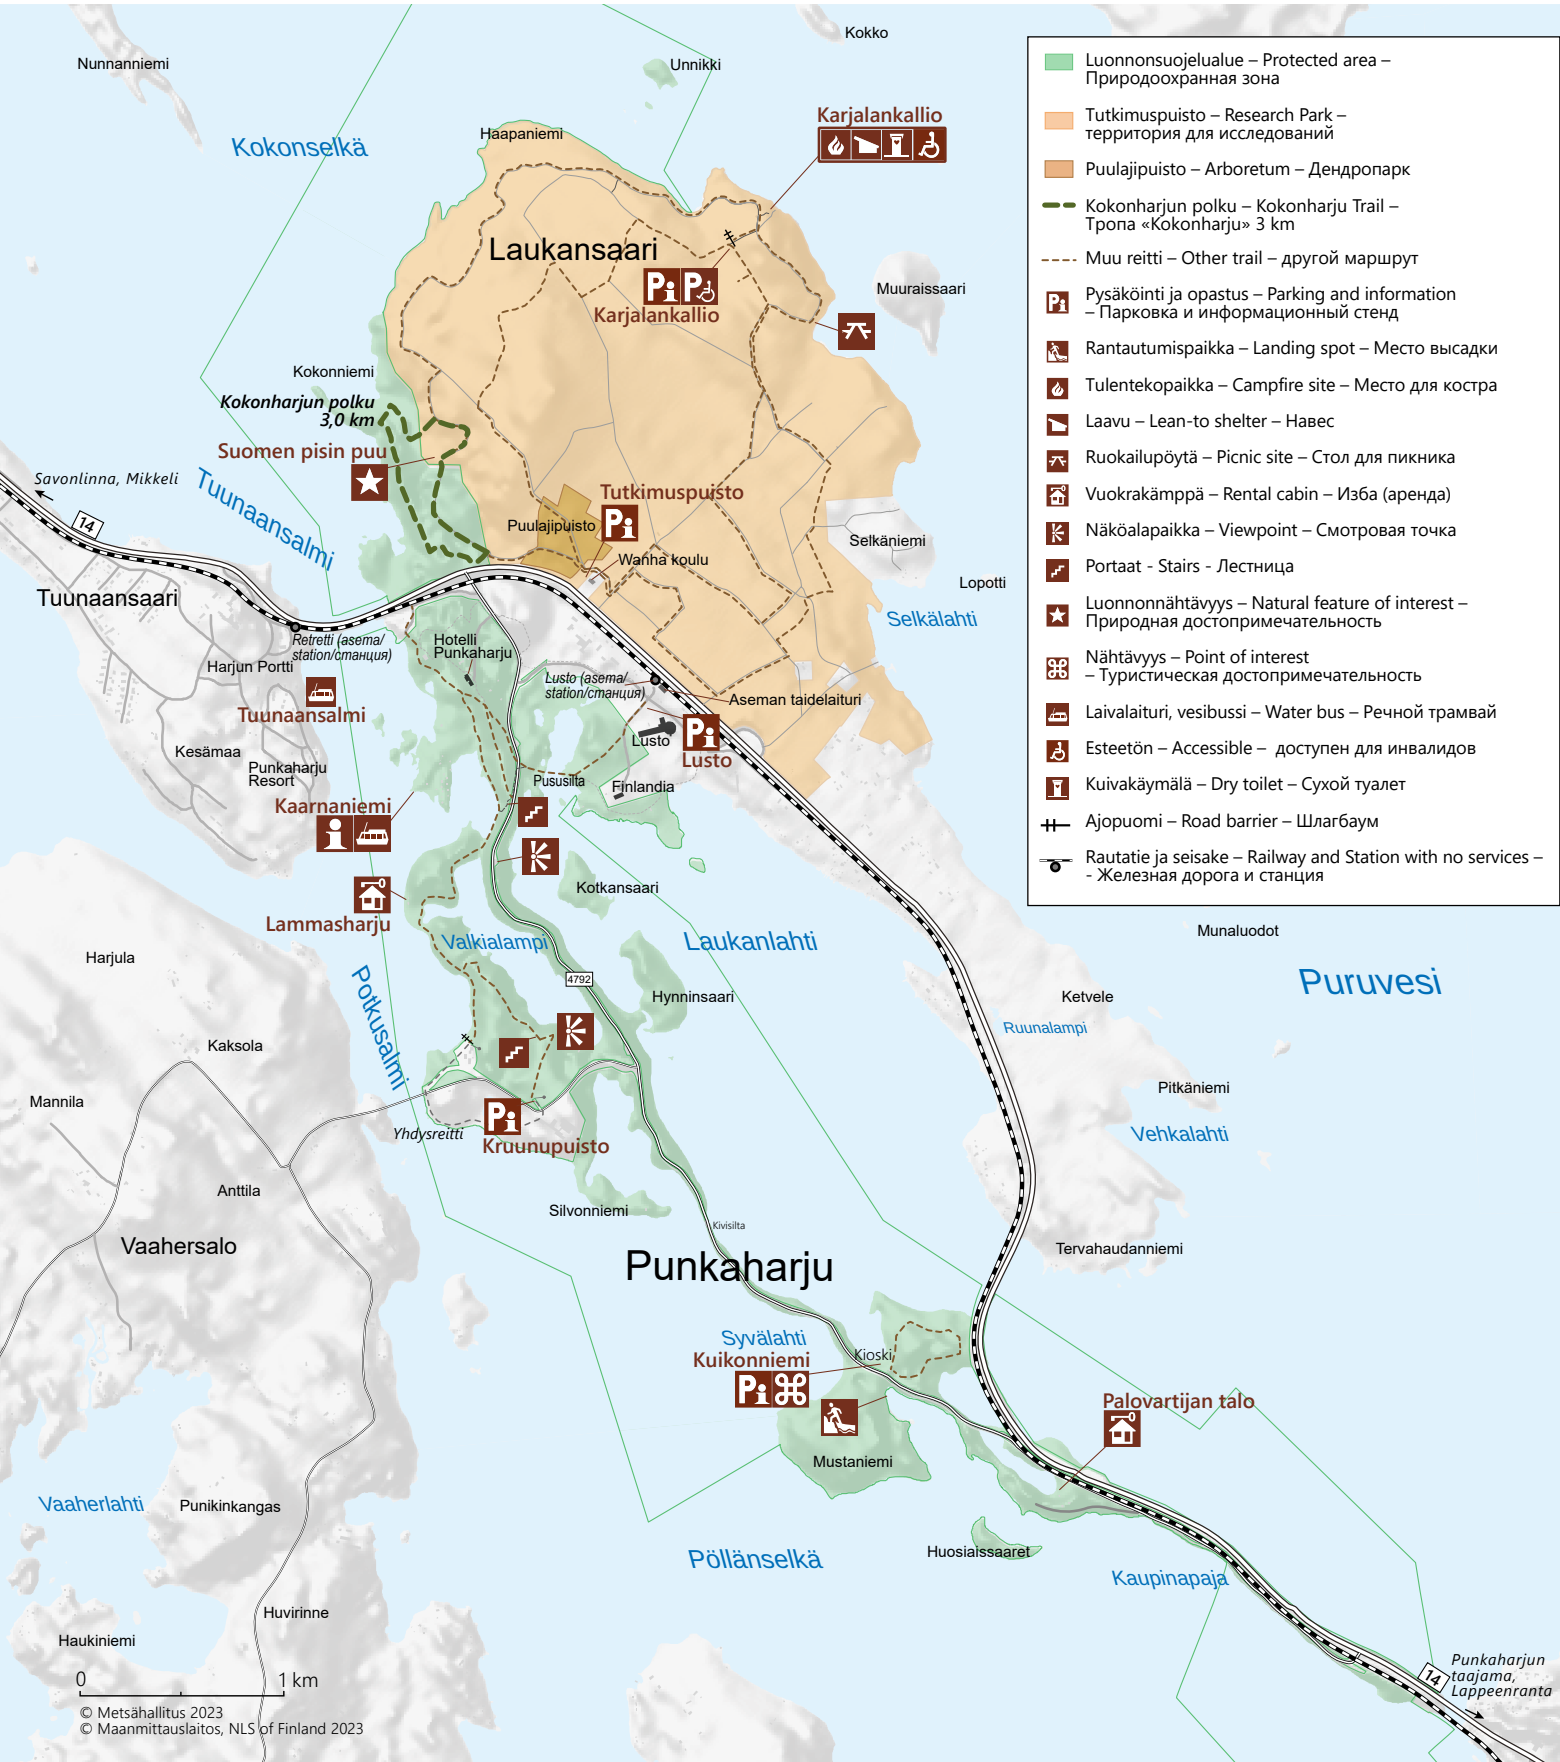 Kokko
Nunnanniemi
Unnikki
Kokonselkä
Haapaniemi
Karjalankallio
Laukansaari
Karjalankallio
Muuraissaari
Kokonniemi
Kokonharjun polku
3,0 km
Suomen pisin puu
Savonlinna, Mikkeli
14
Tuunaansalmi
Tutkimuspuisto
Puulajipuisto
Wanha koulu
Selkäniemi
Lopotti
Selkälahti
Tuunaansaari
Retretti (asema/
station/станция)
Harjun Portti
Hotelli
Punkaharju
Lusto (asema/
station/станция)
Aseman taidelaituri
Tuunaansalmi
Lusto
Lusto
Kesämaa
Punkaharju
Resort
Pususilta
Finlandia
Kaarnaniemi
Kotkansaari
Lammasharju
Valkialampi
Laukanlahti
Harjula
Potkusalmi
4792
Hynninsaari
Munaluodot
Puruvesi
Ketvele
Ruunalampi
Kaksola
Mannila
Pitkäniemi
Vehkalahti
Yhdysreitti
Kruunupuisto
Anttila
Silvonniemi
Kivisilta
Vaahersalo
Punkaharju
Tervahaudanniemi
Syvälahti
Kuikonniemi
Kioski
Palovartijan talo
Mustaniemi
Vaaherlahti
Punikinkangas
Pöllänselkä
Huosiaissaaret
Kaupinapaja
Huvirinne
Haukiniemi
14
Punkaharjun
taajama,
Lappeenranta
0 1 km
© Metsähallitus 2023
© Maanmittauslaitos, NLS of Finland 2023
Luonnonsuojelualue – Protected area –
Природоохранная зона
Tutkimuspuisto – Research Park –
территория для исследований
Puulajipuisto – Arboretum – Дендропарк
Kokonharjun polku – Kokonharju Trail –
Тропа «Kokonharju» 3 km
Muu reitti – Other trail – другой маршрут
Pysäköinti ja opastus – Parking and information
– Парковка и информационный стенд
Rantautumispaikka – Landing spot – Место высадки
Tulentekopaikka – Campfire site – Место для костра
Laavu – Lean-to shelter – Навес
Ruokailupöytä – Picnic site – Стол для пикника
Vuokrakämppä – Rental cabin – Изба (аренда)
Näköalapaikka – Viewpoint – Смотровая точка
Portaat - Stairs - Лестница
Luonnonnähtävyys – Natural feature of interest –
Природная достопримечательность
Nähtävyys – Point of interest
– Туристическая достопримечательность
Laivalaituri, vesibussi – Water bus – Речной трамвай
Esteetön – Accessible – доступен для инвалидов
Kuivakäymälä – Dry toilet – Сухой туалет
Ajopuomi – Road barrier – Шлагбаум
Rautatie ja seisake – Railway and Station with no services –
- Железная дорога и станция